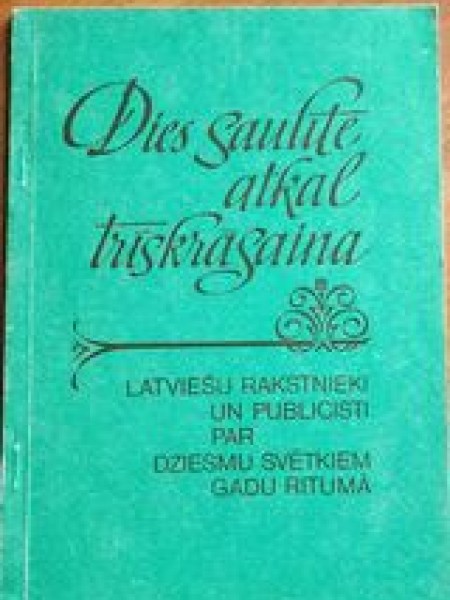 Dies saulīte
atkal
trīskrāsaina
LATVIEŠU RAKSTNIEKI
UN PUBLICISTI
PAR
DZIESMU SVĒTKIEM
GADU RITUMĀ